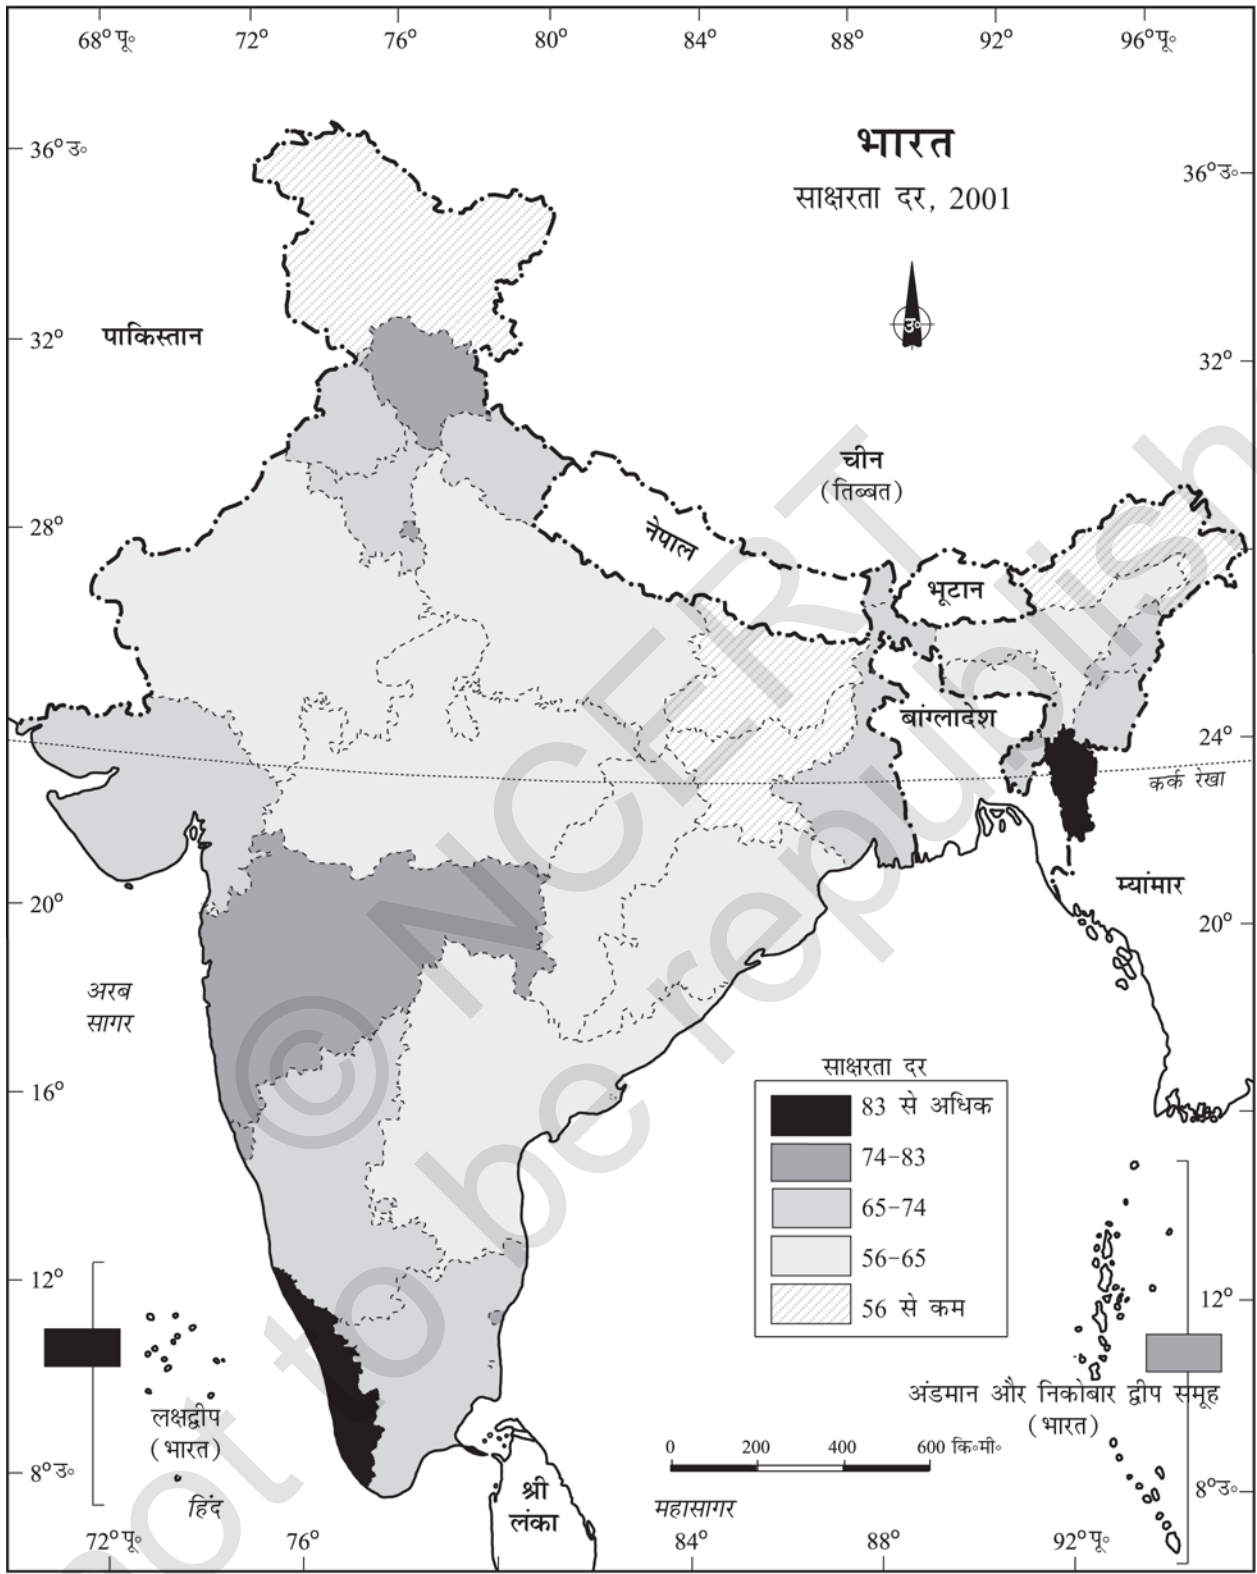 68° पू॰ 72° 76° 80° 84° 88° 92° 96° पू॰
भारत
साक्षरता दर, 2001
36° उ॰
36° उ॰
उ॰
पाकिस्तान
32°
32°
चीन
(तिब्बत)
28°
नेपाल
भूटान
बांग्लादेश
24°
कर्क रेखा
म्यांमार
20°
20°
अरब
सागर
16°
साक्षरता दर
83 से अधिक
74-83
65-74
56-65
56 से कम
12°
12°
लक्षद्वीप
(भारत)
अंडमान और निकोबार द्वीप समूह
(भारत)
0 200 400 600 कि॰मी॰
8° उ॰
8° उ॰
हिंद
महासागर
श्री
लंका
72° पू॰ 76° 84° 88° 92° पू॰
© NCERT
not to be republish